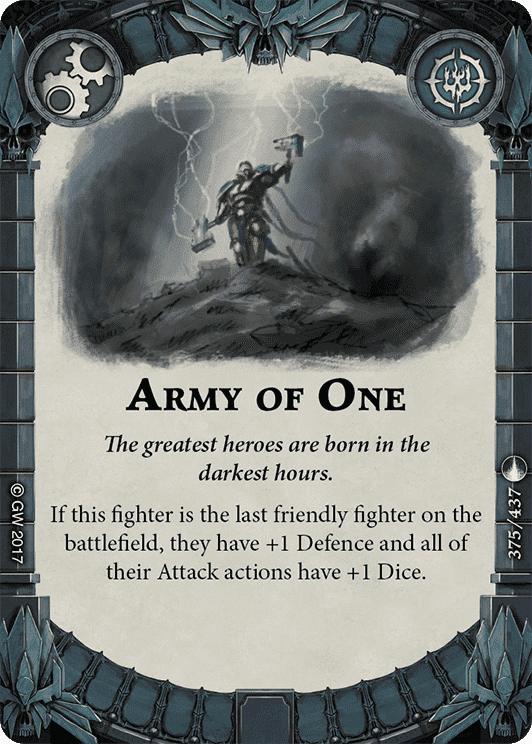 ARMY OF ONE
The greatest heroes are born in the
darkest hours.
If this fighter is the last friendly fighter on the
battlefield, they have +1 Defence and all of
their Attack actions have +1 Dice.
© GW 2017
375/437